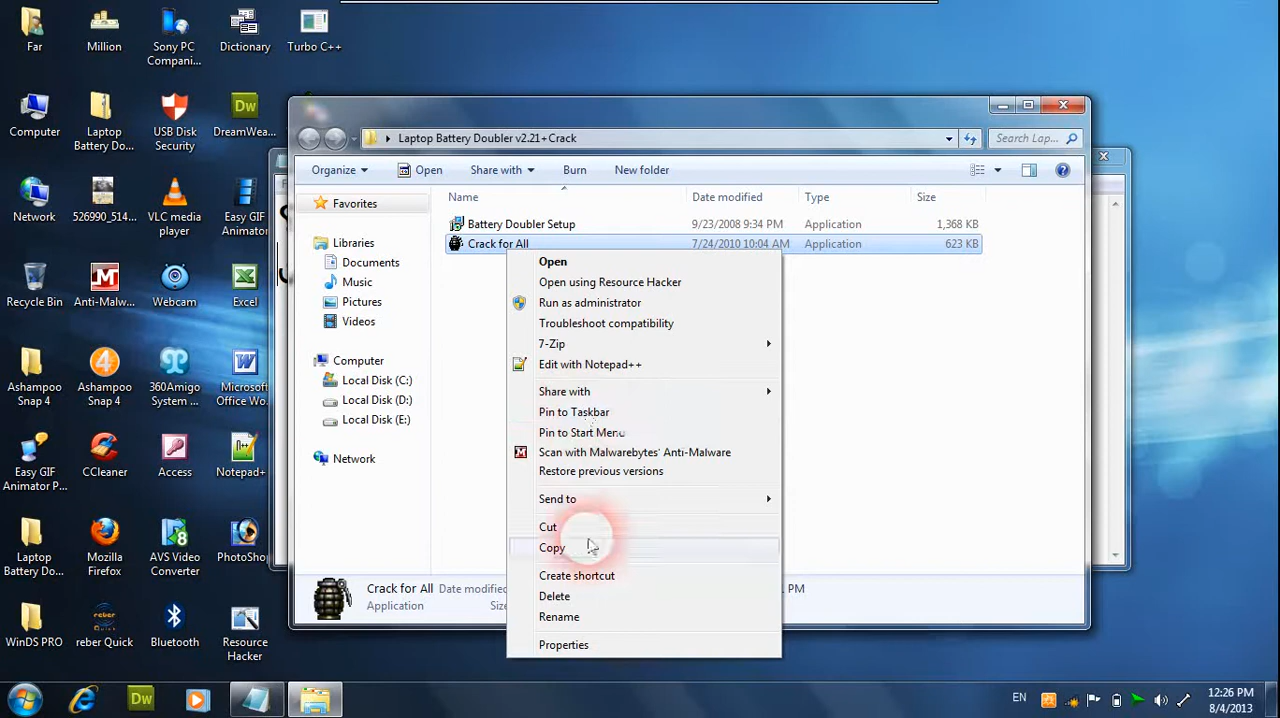 Far
Million
Sony PC
Compani...
Dictionary
Turbo C++
Computer
Laptop
Battery Do...
USB Disk
Security
DreamWea...
Network
526990_514...
VLC media
player
Easy GIF
Animator
Recycle Bin
Anti-Malw...
Webcam
Excel
Ashampoo
Snap 4
Ashampoo
Snap 4
360Amigo
System ...
Microsoft
Office Wo...
Easy GIF
Animator P...
CCleaner
Access
Notepad+
Laptop
Battery Do...
Mozilla
Firefox
AVS Video
Converter
PhotoShop
WinDS PRO
reber Quick
Bluetooth
Resource
Hacker
Laptop Battery Doubler v2.21+Crack
Search Lap...
Organize
Open
Share with
Burn
New folder
Favorites
Libraries
Documents
Music
Pictures
Videos
Computer
Local Disk (C:)
Local Disk (D:)
Local Disk (E:)
Network
Name
Date modified
Type
Size
Battery Doubler Setup
9/23/2008 9:34 PM
Application
1,368 KB
Crack for All
7/24/2010 10:04 AM
Application
623 KB
Open
Open using Resource Hacker
Run as administrator
Troubleshoot compatibility
7-Zip
Edit with Notepad++
Share with
Pin to Taskbar
Pin to Start Menu
Scan with Malwarebytes' Anti-Malware
Restore previous versions
Send to
Cut
Copy
Create shortcut
Delete
Rename
Properties
Crack for All
Date modifie
PM
Application
Siz
Dw
EN
12:26 PM
8/4/2013